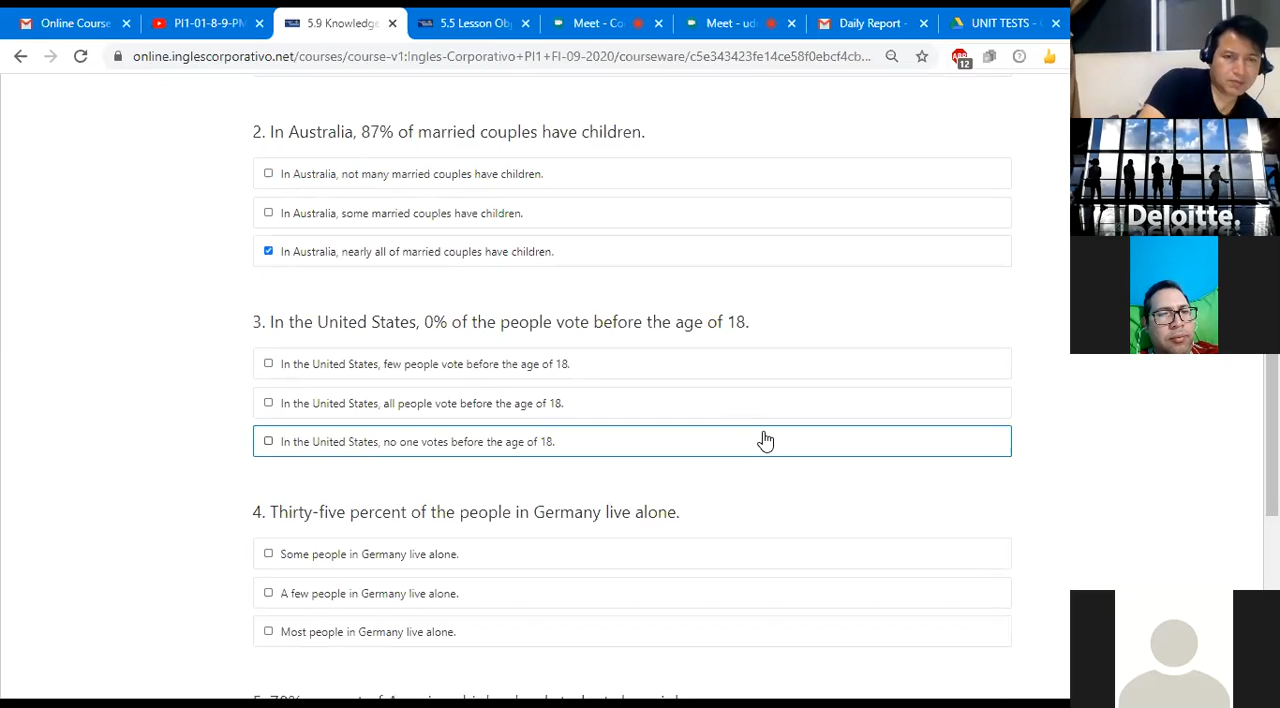 Online Course
PI1-01-8-9-PM
5.9 Knowledge
5.5 Lesson Obj
Meet - Co
Meet - ud
Daily Report -
UNIT TESTS -
online.inglescorporativo.net/courses/course-v1:Ingles-Corporativo+PI1+FI-09-2020/courseware/c5e343423fe14ce58f0ebcf4cb...
12
2. In Australia, 87% of married couples have children.
In Australia, not many married couples have children.
In Australia, some married couples have children.
In Australia, nearly all of married couples have children.
3. In the United States, 0% of the people vote before the age of 18.
In the United States, few people vote before the age of 18.
In the United States, all people vote before the age of 18.
In the United States, no one votes before the age of 18.
4. Thirty-five percent of the people in Germany live alone.
Some people in Germany live alone.
A few people in Germany live alone.
Most people in Germany live alone.
Deloitte.